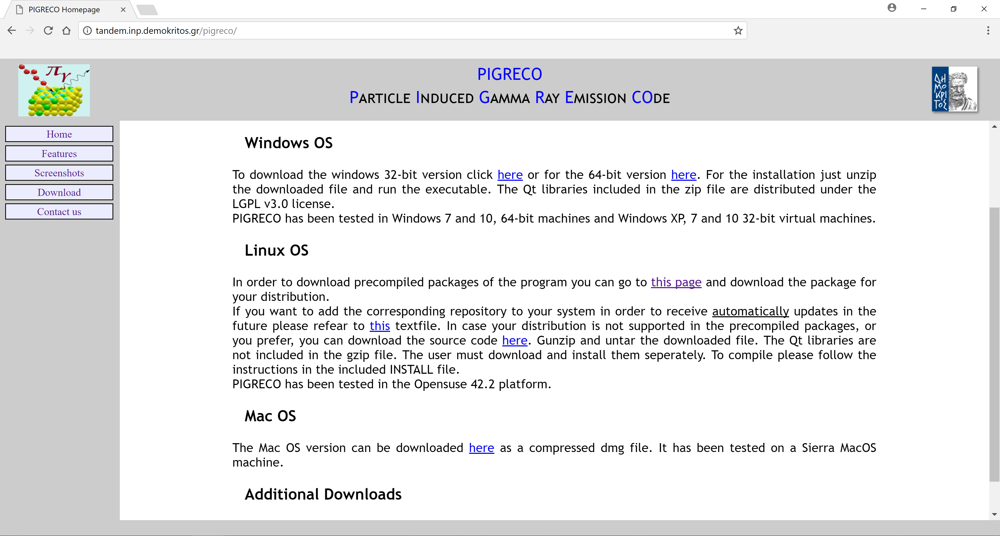 PIGRECO Homepage
tandem.inp.demokritos.gr/pigreco/
πγ
PIGRECO
PARTICLE INDUCED GAMMA RAY EMISSION CODE
ΔΗ
ΜΟ
ΚΡΙ
ΤΟΣ
Home
Features
Screenshots
Download
Contact us
Windows OS
To download the windows 32-bit version click here or for the 64-bit version here. For the installation just unzip
the downloaded file and run the executable. The Qt libraries included in the zip file are distributed under the
LGPL v3.0 license.
PIGRECO has been tested in Windows 7 and 10, 64-bit machines and Windows XP, 7 and 10 32-bit virtual machines.
Linux OS
In order to download precompiled packages of the program you can go to this page and download the package for
your distribution.
If you want to add the corresponding repository to your system in order to receive automatically updates in the
future please refear to this textfile. In case your distribution is not supported in the precompiled packages, or
you prefer, you can download the source code here. Gunzip and untar the downloaded file. The Qt libraries are
not included in the gzip file. The user must download and install them seperately. To compile please follow the
instructions in the included INSTALL file.
PIGRECO has been tested in the Opensuse 42.2 platform.
Mac OS
The Mac OS version can be downloaded here as a compressed dmg file. It has been tested on a Sierra MacOS
machine.
Additional Downloads